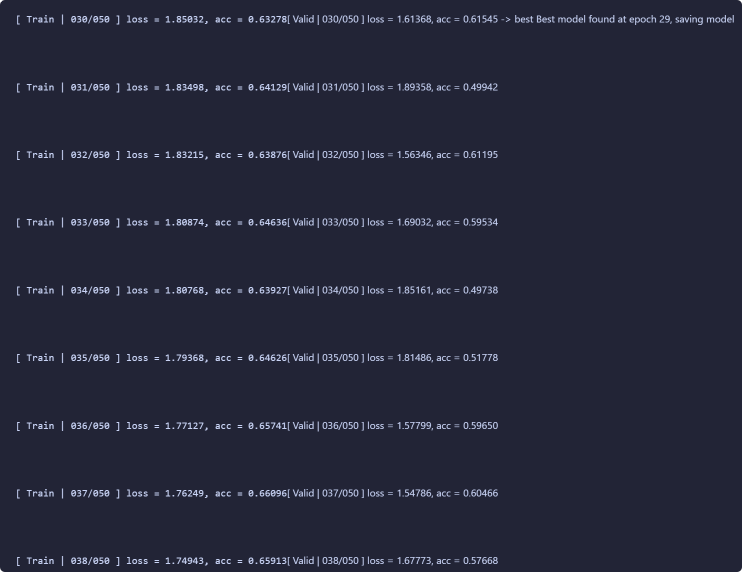 [ Train | 030/050 ] loss = 1.85032, acc = 0.63278[ Valid | 030/050 ] loss = 1.61368, acc = 0.61545 -> best Best model found at epoch 29, saving model
[ Train | 031/050 ] loss = 1.83498, acc = 0.64129[ Valid | 031/050 ] loss = 1.89358, acc = 0.49942
[ Train | 032/050 ] loss = 1.83215, acc = 0.63876[ Valid | 032/050 ] loss = 1.56346, acc = 0.61195
[ Train | 033/050 ] loss = 1.80874, acc = 0.64636[ Valid | 033/050 ] loss = 1.69032, acc = 0.59534
[ Train | 034/050 ] loss = 1.80768, acc = 0.63927[ Valid | 034/050 ] loss = 1.85161, acc = 0.49738
[ Train | 035/050 ] loss = 1.79368, acc = 0.64626[ Valid | 035/050 ] loss = 1.81486, acc = 0.51778
[ Train | 036/050 ] loss = 1.77127, acc = 0.65741[ Valid | 036/050 ] loss = 1.57799, acc = 0.59650
[ Train | 037/050 ] loss = 1.76249, acc = 0.66096[ Valid | 037/050 ] loss = 1.54786, acc = 0.60466
[ Train | 038/050 ] loss = 1.74943, acc = 0.65913[ Valid | 038/050 ] loss = 1.67773, acc = 0.57668